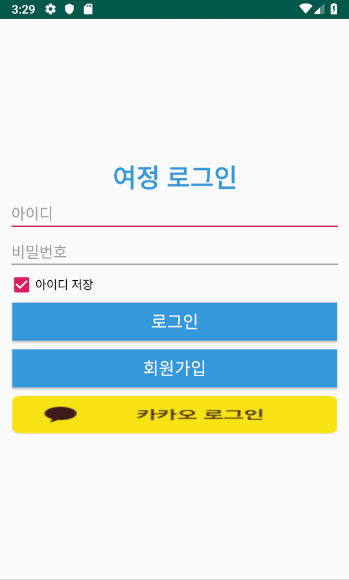 3:29
여정 로그인
아이디
비밀번호
아이디 저장
로그인
회원가입
카카오 로그인